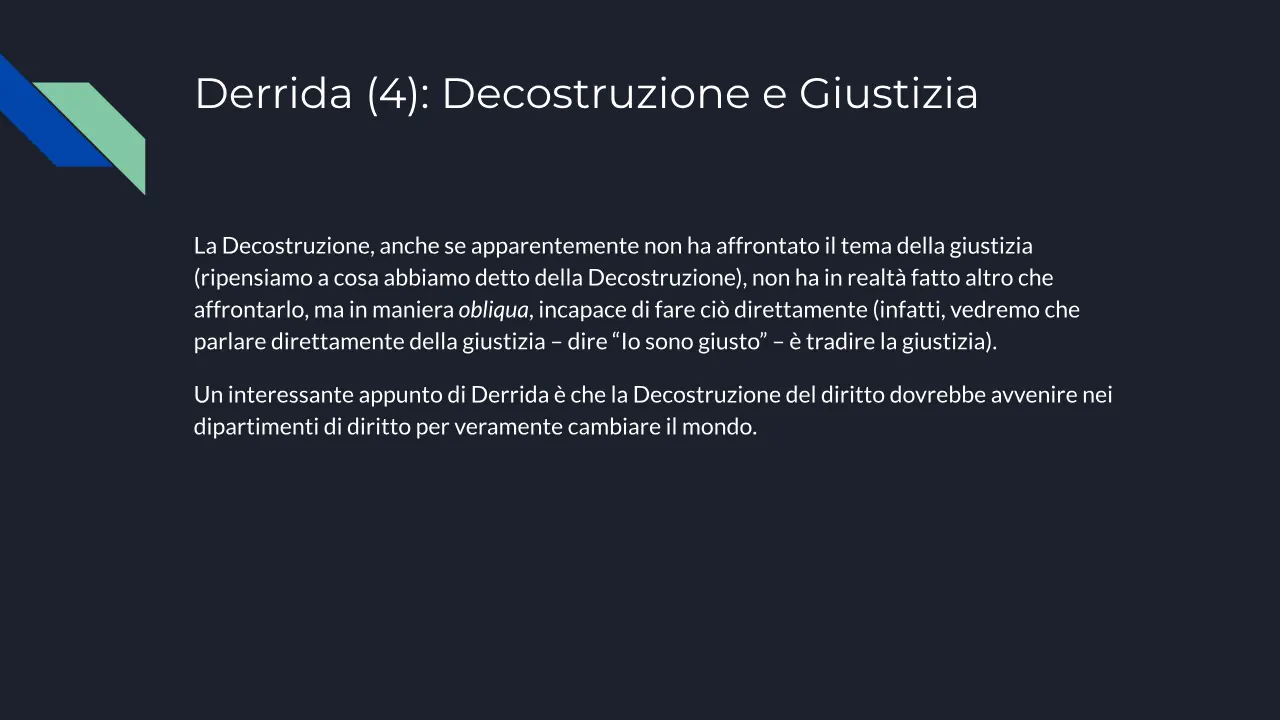 Derrida (4): Decostruzione e Giustizia
La Decostruzione, anche se apparentemente non ha affrontato il tema della giustizia
(ripensiamo a cosa abbiamo detto della Decostruzione), non ha in realtà fatto altro che
affrontarlo, ma in maniera obliqua, incapace di fare ciò direttamente (infatti, vedremo che
parlare direttamente della giustizia – dire “Io sono giusto” – è tradire la giustizia).
Un interessante appunto di Derrida è che la Decostruzione del diritto dovrebbe avvenire nei
dipartimenti di diritto per veramente cambiare il mondo.